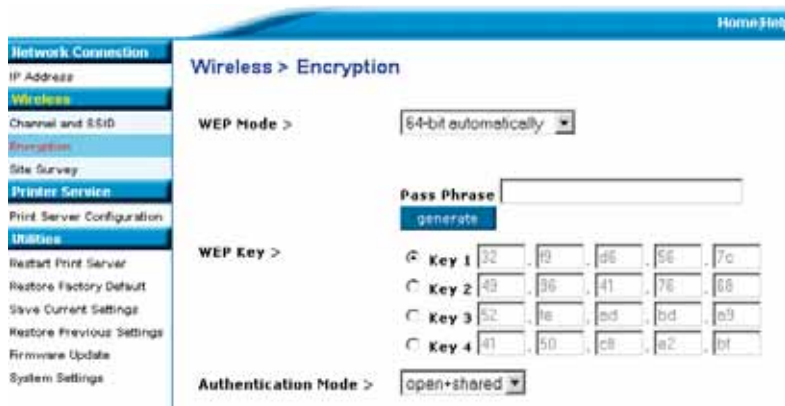 Home|Help
Network Connection
IP Address
Wireless
Channel and SSID
Encryption
Site Survey
Printer Service
Print Server Configuration
Utilities
Restart Print Server
Restore Factory Default
Save Current Settings
Restore Previous Settings
Firmware Update
System Settings
Wireless > Encryption
WEP Mode > 64-bit automatically
Pass Phrase
generate
WEP Key >
Key 1 32 . f9 . d6 . 56 . 7c
Key 2 49 . 96 . 41 . 76 . 68
Key 3 52 . fe . ad . bd . a9
Key 4 41 . 50 . c8 . e2 . bf
Authentication Mode > open+shared